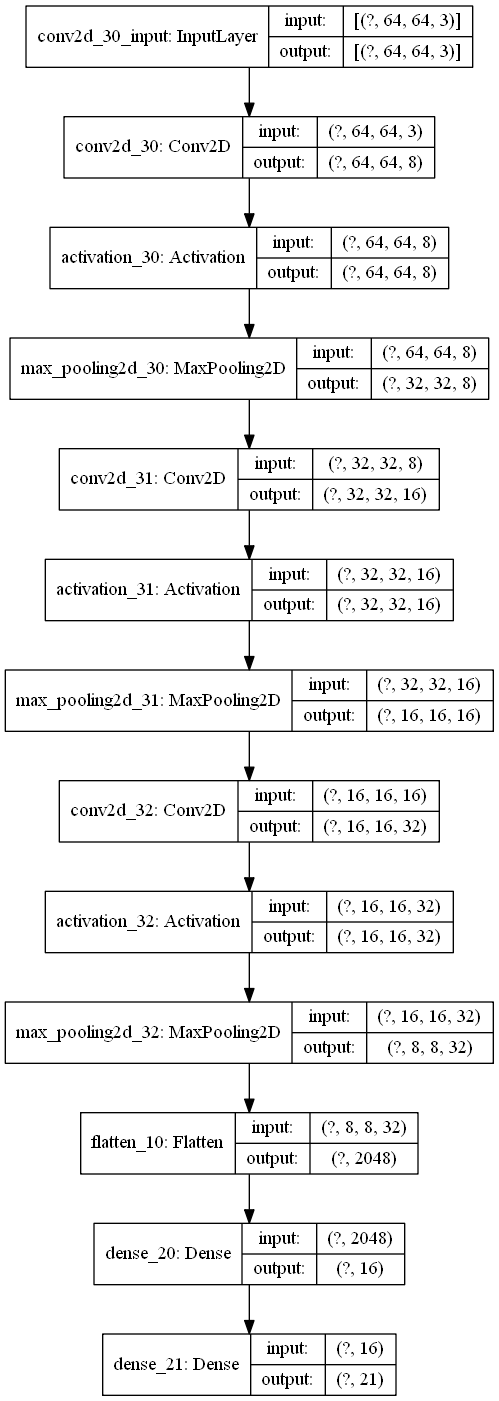 conv2d_30_input: InputLayer
input: [(?, 64, 64, 3)]
output: [(?, 64, 64, 3)]
conv2d_30: Conv2D
input: (?, 64, 64, 3)
output: (?, 64, 64, 8)
activation_30: Activation
input: (?, 64, 64, 8)
output: (?, 64, 64, 8)
max_pooling2d_30: MaxPooling2D
input: (?, 64, 64, 8)
output: (?, 32, 32, 8)
conv2d_31: Conv2D
input: (?, 32, 32, 8)
output: (?, 32, 32, 16)
activation_31: Activation
input: (?, 32, 32, 16)
output: (?, 32, 32, 16)
max_pooling2d_31: MaxPooling2D
input: (?, 32, 32, 16)
output: (?, 16, 16, 16)
conv2d_32: Conv2D
input: (?, 16, 16, 16)
output: (?, 16, 16, 32)
activation_32: Activation
input: (?, 16, 16, 32)
output: (?, 16, 16, 32)
max_pooling2d_32: MaxPooling2D
input: (?, 16, 16, 32)
output: (?, 8, 8, 32)
flatten_10: Flatten
input: (?, 8, 8, 32)
output: (?, 2048)
dense_20: Dense
input: (?, 2048)
output: (?, 16)
dense_21: Dense
input: (?, 16)
output: (?, 21)